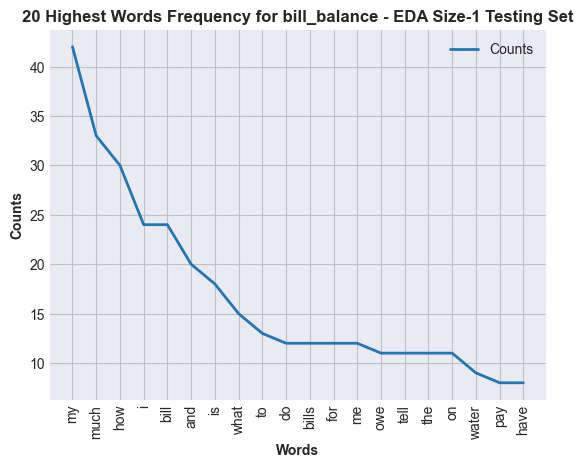 20 Highest Words Frequency for bill_balance - EDA Size-1 Testing Set
Counts
Counts
40
35
30
25
20
15
10
my
much
how
i
bill
and
is
what
to
do
bills
for
me
owe
tell
the
on
water
pay
have
Words